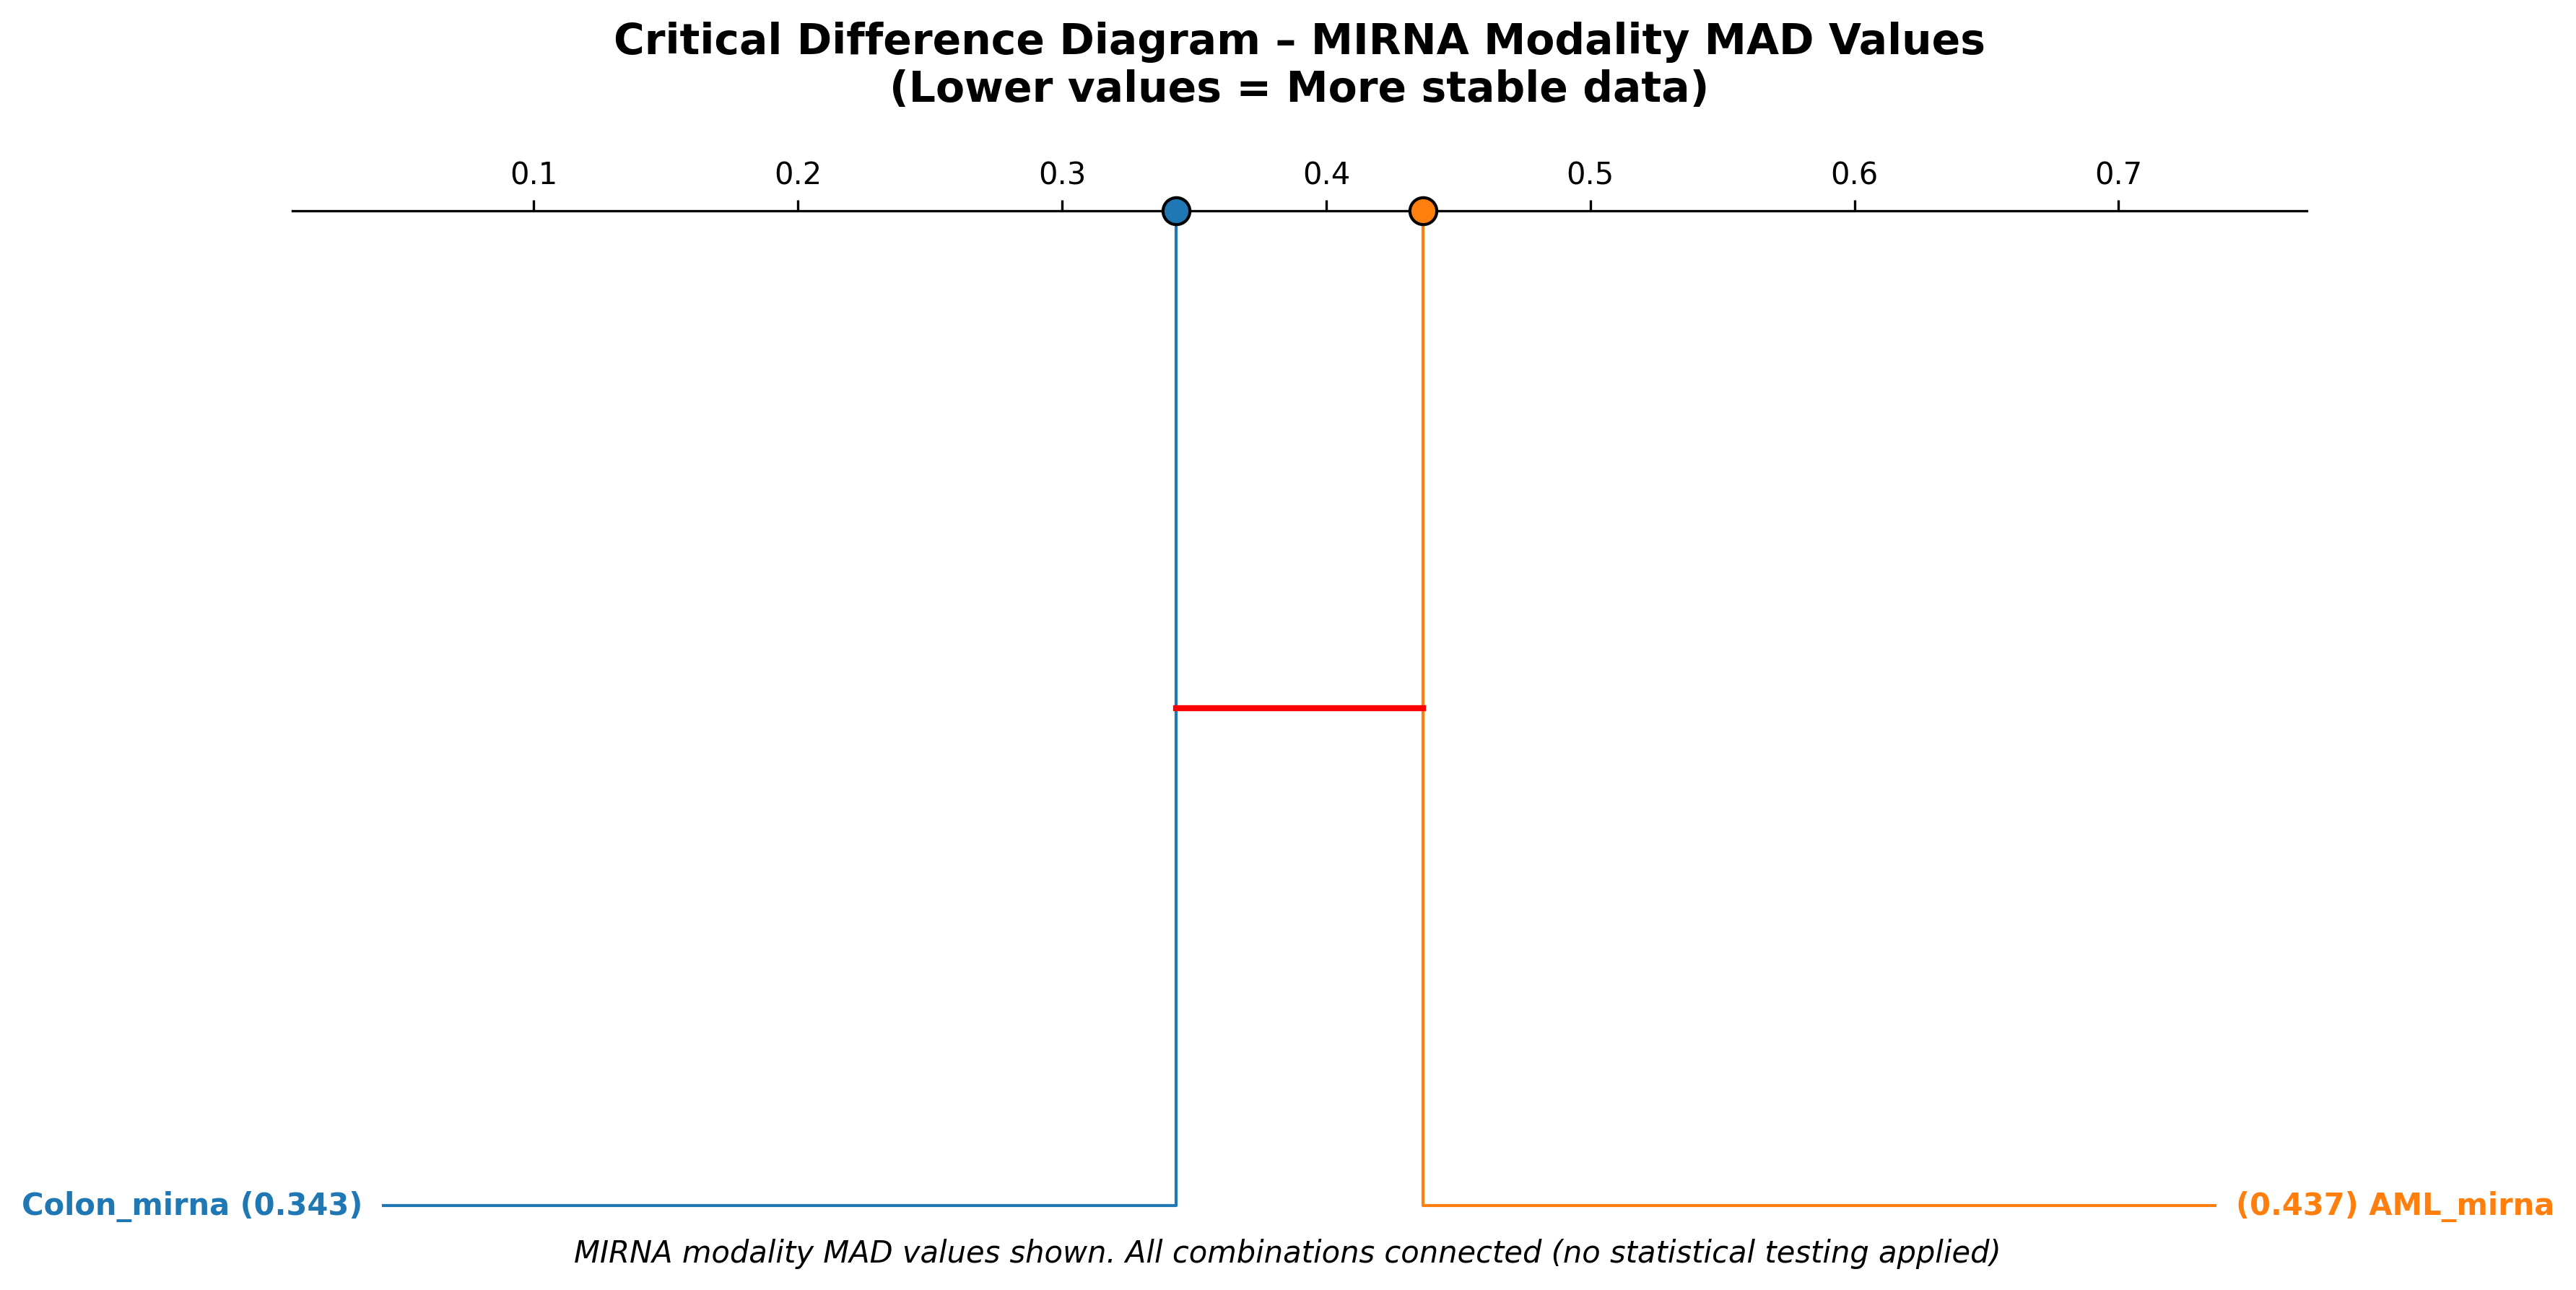 Critical Difference Diagram – MIRNA Modality MAD Values
(Lower values = More stable data)
0.1 0.2 0.3 0.4 0.5 0.6 0.7
Colon_mirna (0.343) (0.437) AML_mirna
MIRNA modality MAD values shown. All combinations connected (no statistical testing applied)